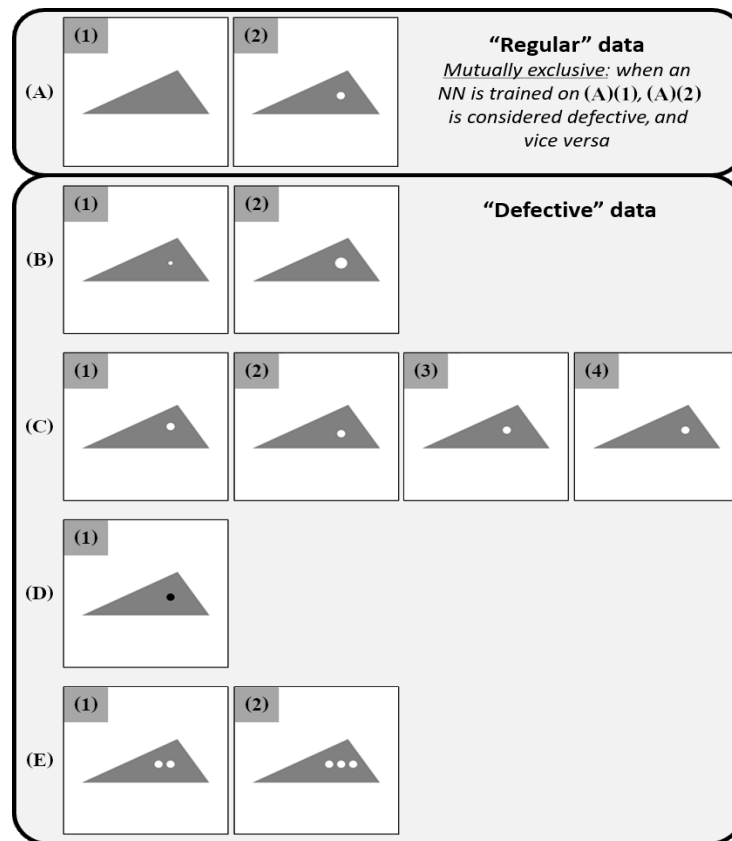 (1)
(2)
“Regular” data
Mutually exclusive: when an
NN is trained on (A)(1), (A)(2)
is considered defective, and
vice versa
(A)
(1)
(2)
“Defective” data
(B)
(1)
(2)
(3)
(4)
(C)
(1)
(D)
(1)
(2)
(E)